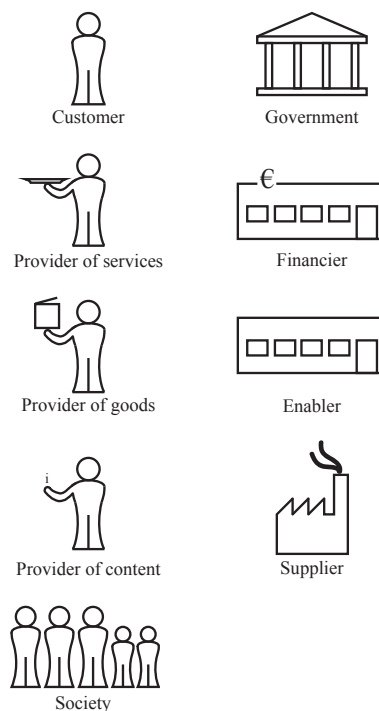 Customer
Government
€
Provider of services
Financier
Provider of goods
Enabler
i
Provider of content
Supplier
Society